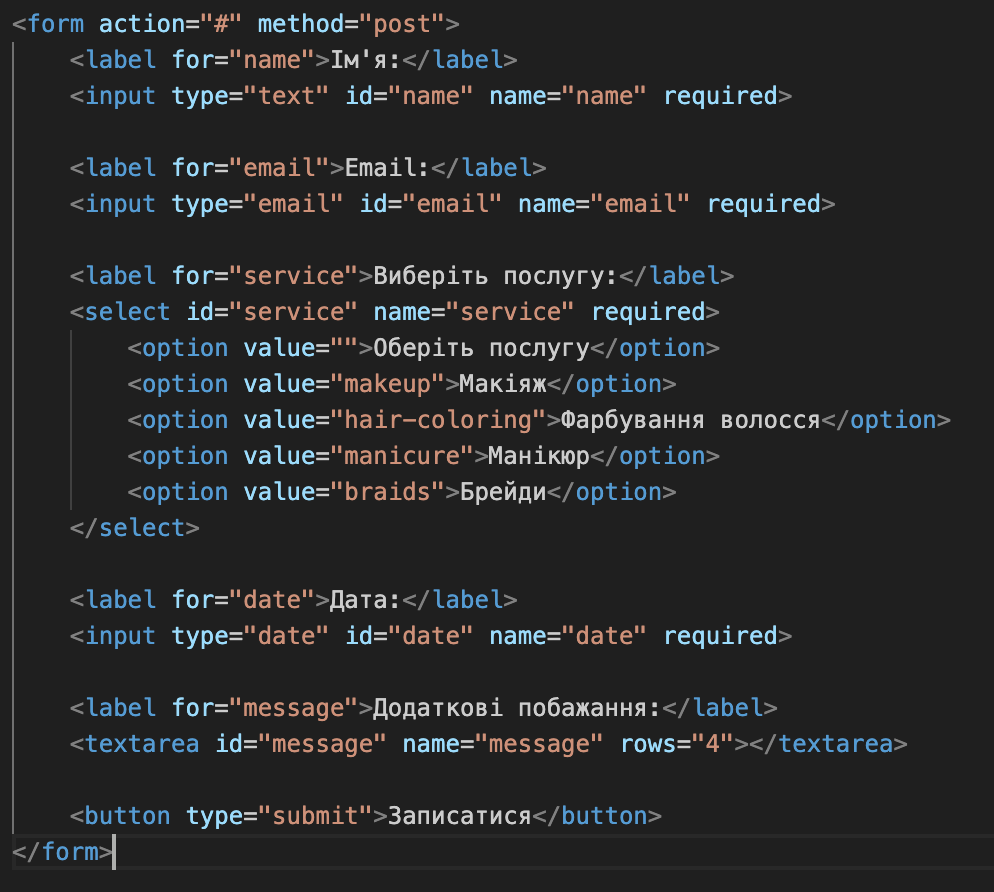 <form action="#" method="post">
    <label for="name">Ім'я:</label>
    <input type="text" id="name" name="name" required>

    <label for="email">Email:</label>
    <input type="email" id="email" name="email" required>

    <label for="service">Виберіть послугу:</label>
    <select id="service" name="service" required>
        <option value="">Оберіть послугу</option>
        <option value="makeup">Макіяж</option>
        <option value="hair-coloring">Фарбування волосся</option>
        <option value="manicure">Манікюр</option>
        <option value="braids">Брейди</option>
    </select>

    <label for="date">Дата:</label>
    <input type="date" id="date" name="date" required>

    <label for="message">Додаткові побажання:</label>
    <textarea id="message" name="message" rows="4"></textarea>

    <button type="submit">Записатися</button>
</form>